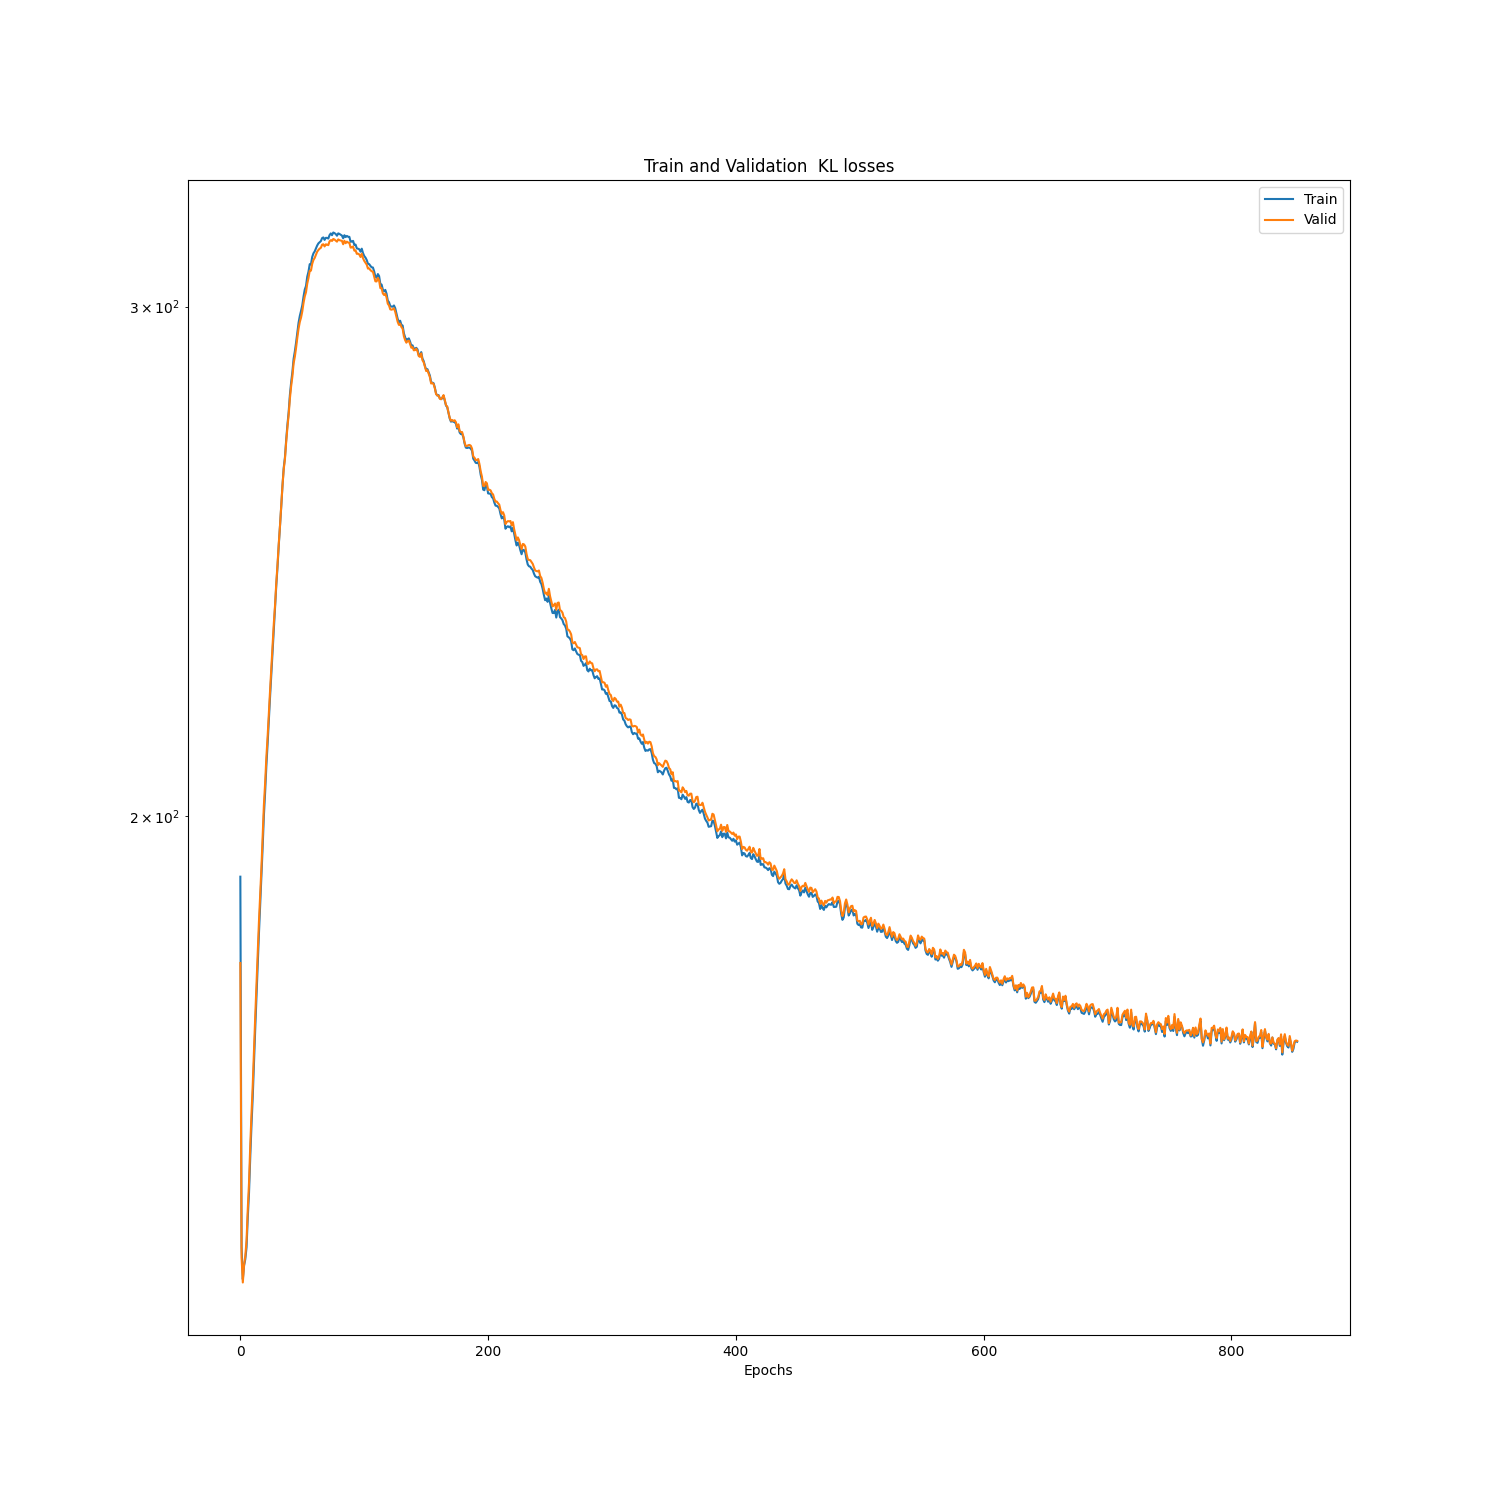 Train and Validation  KL losses
Train
Valid
3 × 10²
2 × 10²
0 200 400 600 800
Epochs